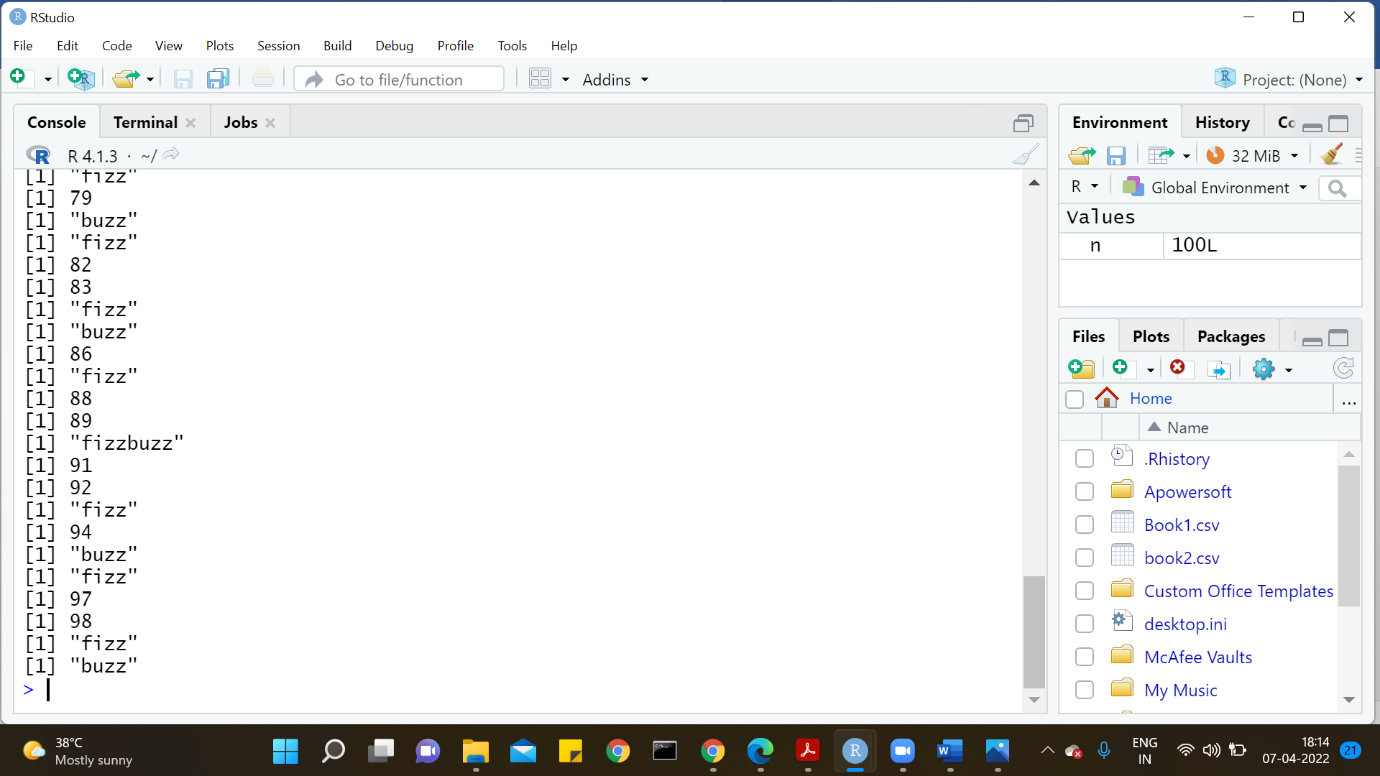 RStudio
File Edit Code View Plots Session Build Debug Profile Tools Help
Go to file/function Addins Project: (None)
Console Terminal Jobs
R 4.1.3 · ~/
[1] "fizz"
[1] 79
[1] "buzz"
[1] "fizz"
[1] 82
[1] 83
[1] "fizz"
[1] "buzz"
[1] 86
[1] "fizz"
[1] 88
[1] 89
[1] "fizzbuzz"
[1] 91
[1] 92
[1] "fizz"
[1] 94
[1] "buzz"
[1] "fizz"
[1] 97
[1] 98
[1] "fizz"
[1] "buzz"
>
Environment History Co
32 MiB
R Global Environment
Values
n 100L
Files Plots Packages
Home ...
Name
.Rhistory
Apowersoft
Book1.csv
book2.csv
Custom Office Templates
desktop.ini
McAfee Vaults
My Music
38°C
Mostly sunny
ENG
IN
18:14
07-04-2022
21